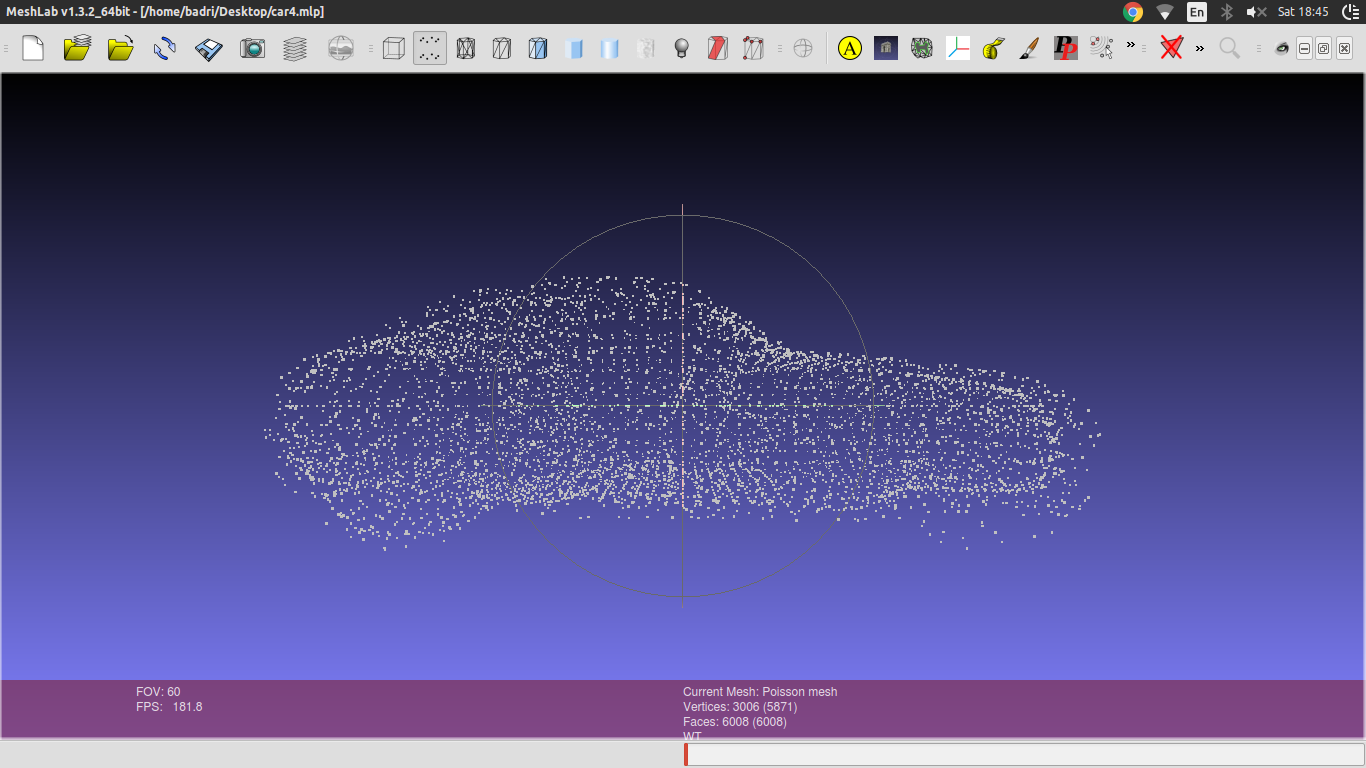 MeshLab v1.3.2_64bit - [/home/badri/Desktop/car4.mlp]
En
Sat 18:45
A
»
»
PP
FOV: 60
FPS: 181.8
Current Mesh: Poisson mesh
Vertices: 3006 (5871)
Faces: 6008 (6008)
WT